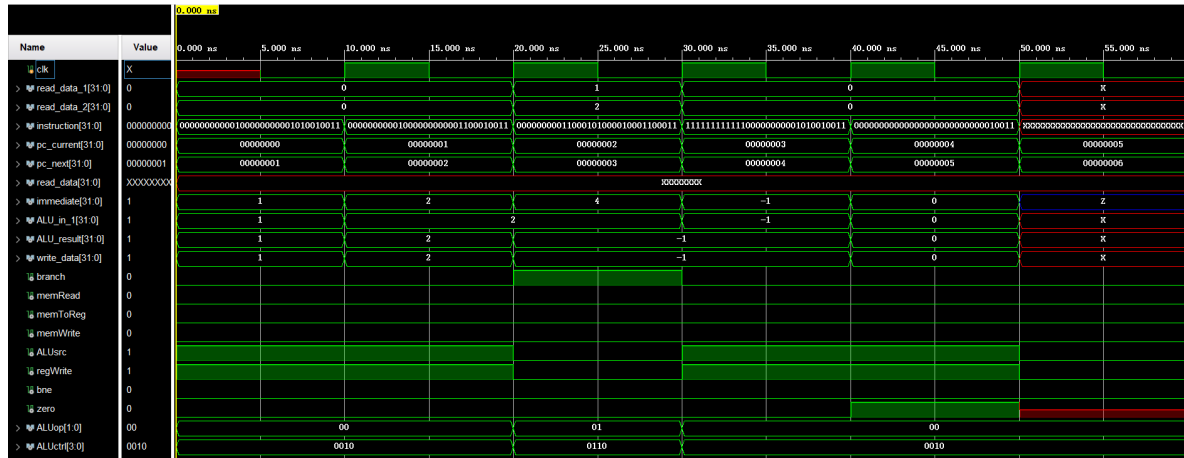 0.000 ns
Name Value 0.000 ns 5.000 ns 10.000 ns 15.000 ns 20.000 ns 25.000 ns 30.000 ns 35.000 ns 40.000 ns 45.000 ns 50.000 ns 55.000 ns
clk X
read_data_1[31:0] 0 0 1 0 X
read_data_2[31:0] 0 0 2 0 X
instruction[31:0] 000000000 00000000000100000000001010010011 00000000001000000000001100010011 00000000011000101000010001100011 11111111111100000000001010010011 00000000000000000000000000010011 XXXXXXXXXXXXXXXXXXXXXXXXXXXXXXXX
pc_current[31:0] 00000000 00000000 00000001 00000002 00000003 00000004 00000005
pc_next[31:0] 00000001 00000001 00000002 00000003 00000004 00000005 00000006
read_data[31:0] XXXXXXXX XXXXXXXX
immediate[31:0] 1 1 2 4 -1 0 Z
ALU_in_1[31:0] 1 1 2 -1 0 X
ALU_result[31:0] 1 1 2 -1 0 X
write_data[31:0] 1 1 2 -1 0 X
branch 0
memRead 0
memToReg 0
memWrite 0
ALUsrc 1
regWrite 1
bne 0
zero 0
ALUop[1:0] 00 00 01 00
ALUctrl[3:0] 0010 0010 0110 0010